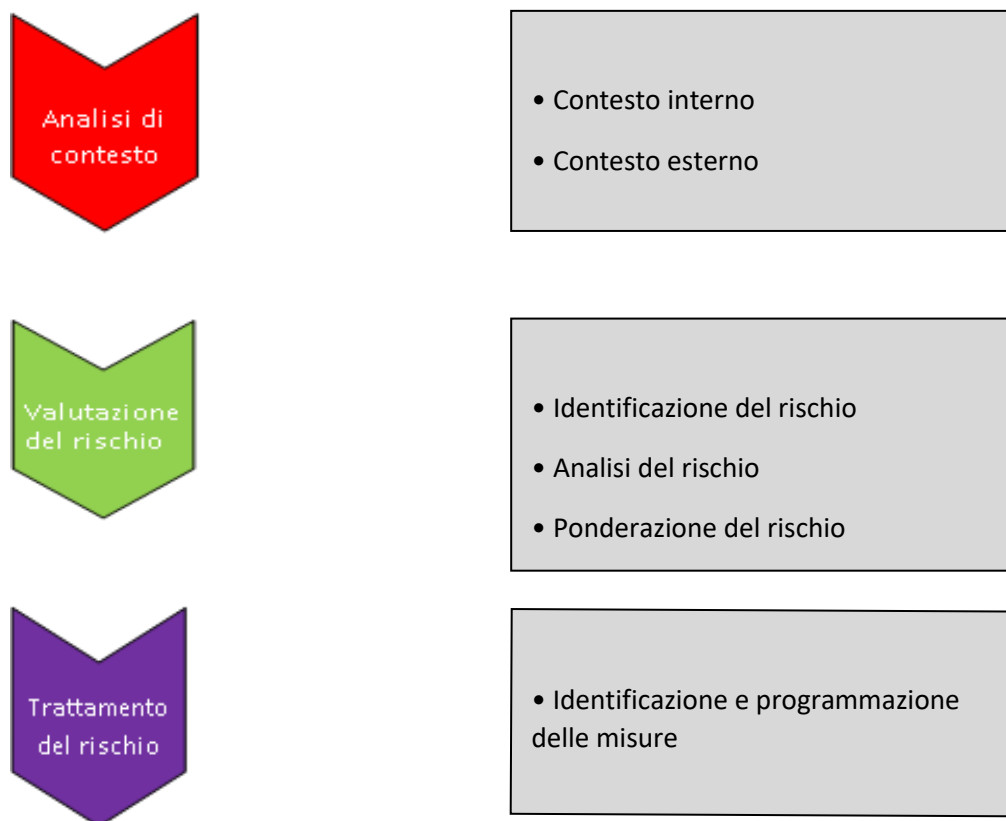 Analisi di
contesto
• Contesto interno
• Contesto esterno
Valutazione
del rischio
• Identificazione del rischio
• Analisi del rischio
• Ponderazione del rischio
Trattamento
del rischio
• Identificazione e programmazione
delle misure